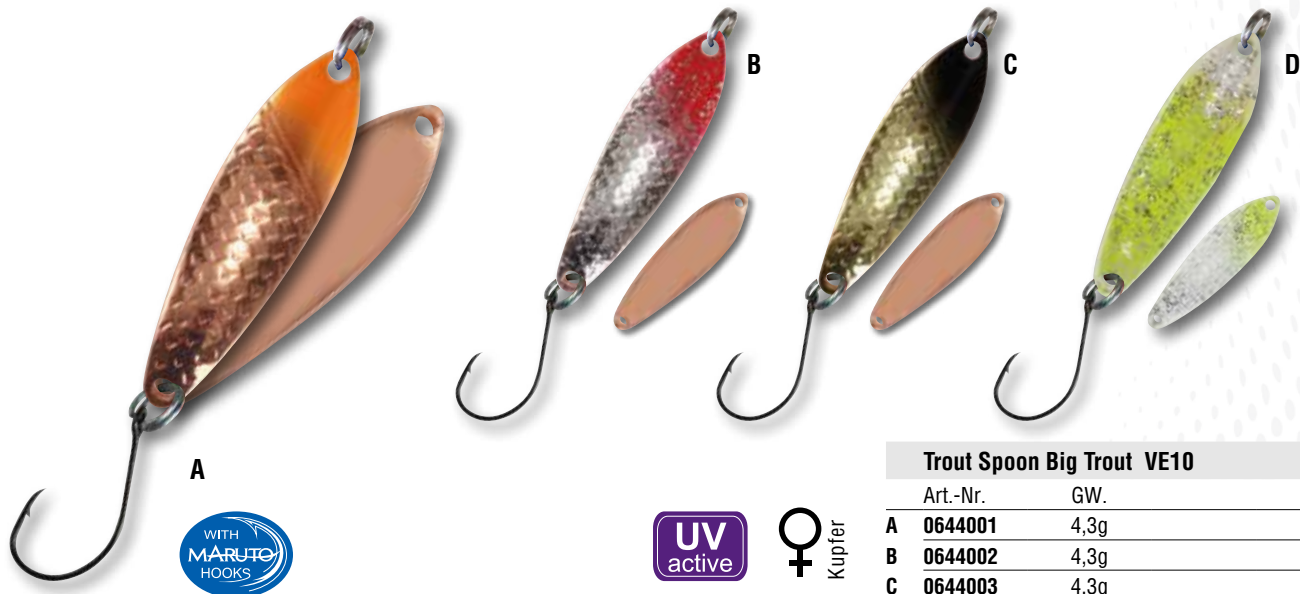 B
C
D
A
WITH
MARUTO
HOOKS
UV
active
Kupfer
Trout Spoon Big Trout VE10
Art.-Nr. GW.
A 0644001 4,3g
B 0644002 4,3g
C 0644003 4,3g